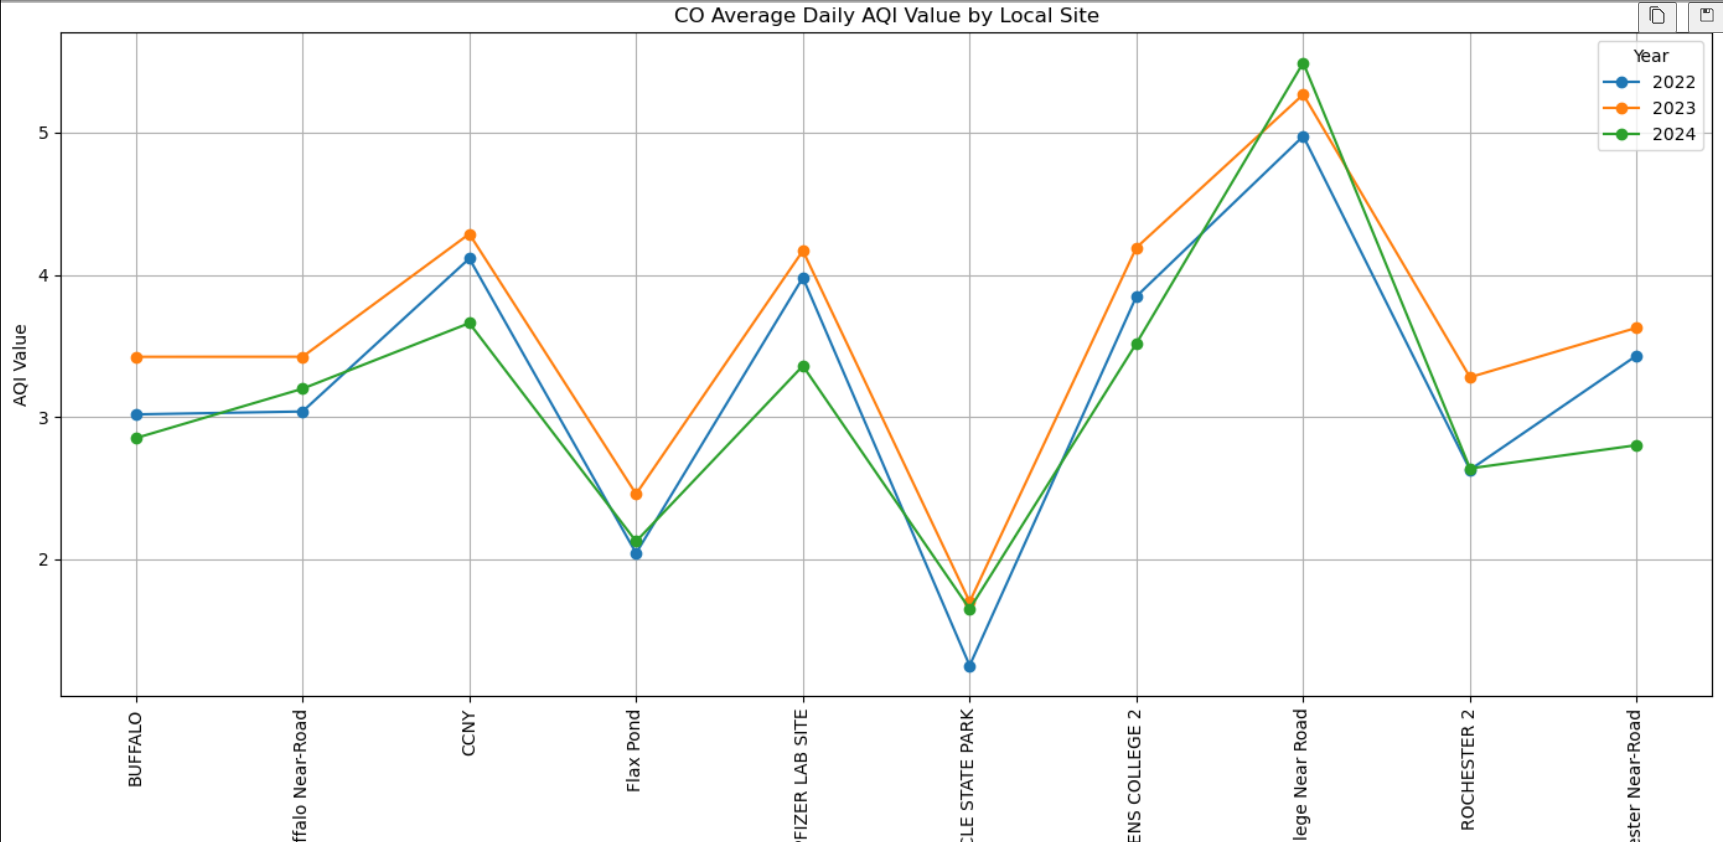 CO Average Daily AQI Value by Local Site
Year
2022
2023
2024
AQI Value
5
4
3
2
BUFFALO
ffalo Near-Road
CCNY
Flax Pond
PFIZER LAB SITE
CLE STATE PARK
ENS COLLEGE 2
lege Near Road
ROCHESTER 2
ester Near-Road